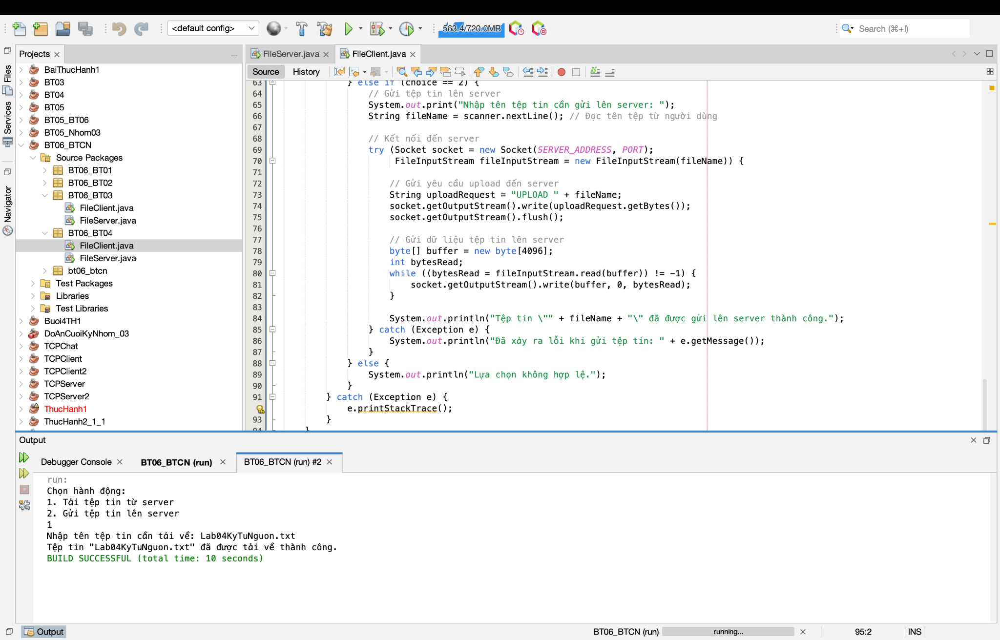 <default config>
563.4/720.0MB
Search (⌘+I)
Files
Services
Navigator
Projects
BaiThucHanh1
BT03
BT04
BT05
BT05_BT06
BT05_Nhom03
BT06_BTCN
Source Packages
BT06_BT01
BT06_BT02
BT06_BT03
FileClient.java
FileServer.java
BT06_BT04
FileClient.java
FileServer.java
bt06_btcn
Test Packages
Libraries
Test Libraries
Buoi4TH1
DoAnCuoiKyNhom_03
TCPChat
TCPClient
TCPClient2
TCPServer
TCPServer2
ThucHanh1
ThucHanh2_1_1
FileServer.java FileClient.java
Source History
63 } else if (choice == 2) {
64 // Gửi tệp tin lên server
65 System.out.print("Nhập tên tệp tin cần gửi lên server: ");
66 String fileName = scanner.nextLine(); // Đọc tên tệp từ người dùng
67
68 // Kết nối đến server
69 try (Socket socket = new Socket(SERVER_ADDRESS, PORT);
70 FileInputStream fileInputStream = new FileInputStream(fileName)) {
71
72 // Gửi yêu cầu upload đến server
73 String uploadRequest = "UPLOAD " + fileName;
74 socket.getOutputStream().write(uploadRequest.getBytes());
75 socket.getOutputStream().flush();
76
77 // Gửi dữ liệu tệp tin lên server
78 byte[] buffer = new byte[4096];
79 int bytesRead;
80 while ((bytesRead = fileInputStream.read(buffer)) != -1) {
81 socket.getOutputStream().write(buffer, 0, bytesRead);
82 }
83
84 System.out.println("Tệp tin \"" + fileName + "\" đã được gửi lên server thành công.");
85 } catch (Exception e) {
86 System.out.println("Đã xảy ra lỗi khi gửi tệp tin: " + e.getMessage());
87 }
88 } else {
89 System.out.println("Lựa chọn không hợp lệ.");
90 }
91 } catch (Exception e) {
e.printStackTrace();
93 }
94 }
Output
Debugger Console BT06_BTCN (run) BT06_BTCN (run) #2
run:
Chọn hành động:
1. Tải tệp tin từ server
2. Gửi tệp tin lên server
1
Nhập tên tệp tin cần tải về: Lab04KyTuNguon.txt
Tệp tin "Lab04KyTuNguon.txt" đã được tải về thành công.
BUILD SUCCESSFUL (total time: 10 seconds)
Output
BT06_BTCN (run) running... 95:2 INS